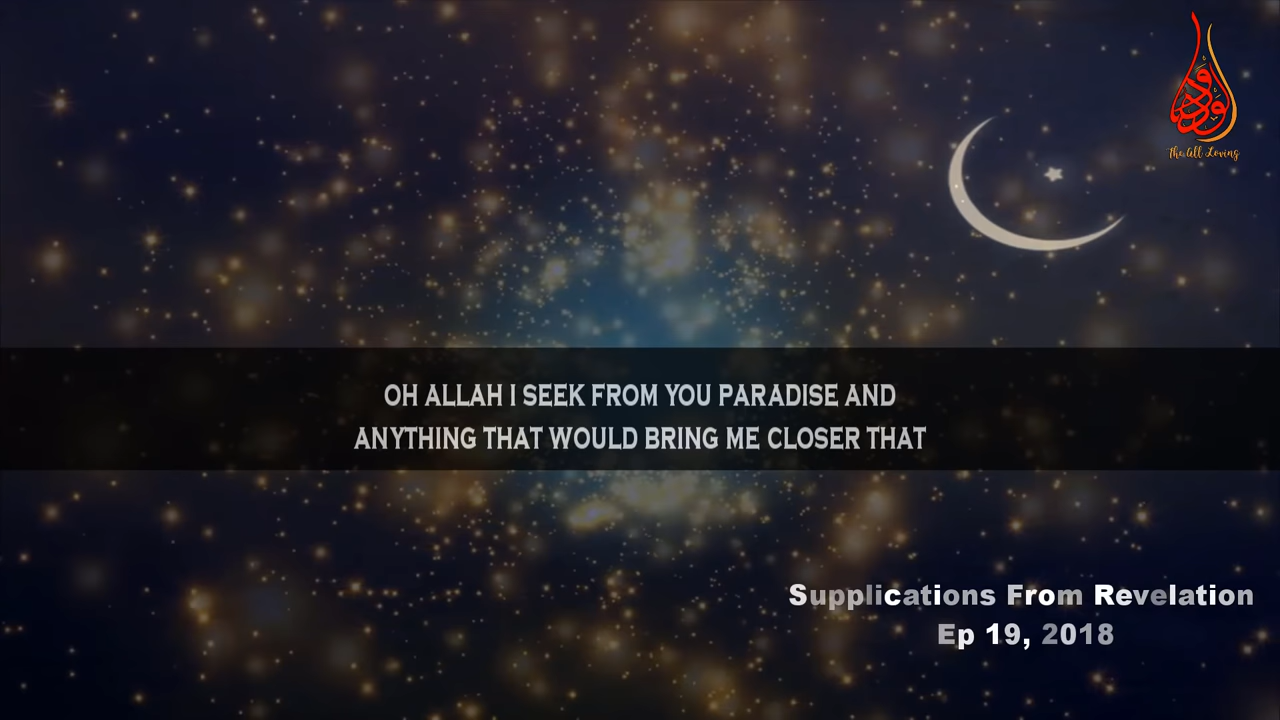 The All Loving
OH ALLAH I SEEK FROM YOU PARADISE AND
ANYTHING THAT WOULD BRING ME CLOSER THAT
Supplications From Revelation
Ep 19, 2018